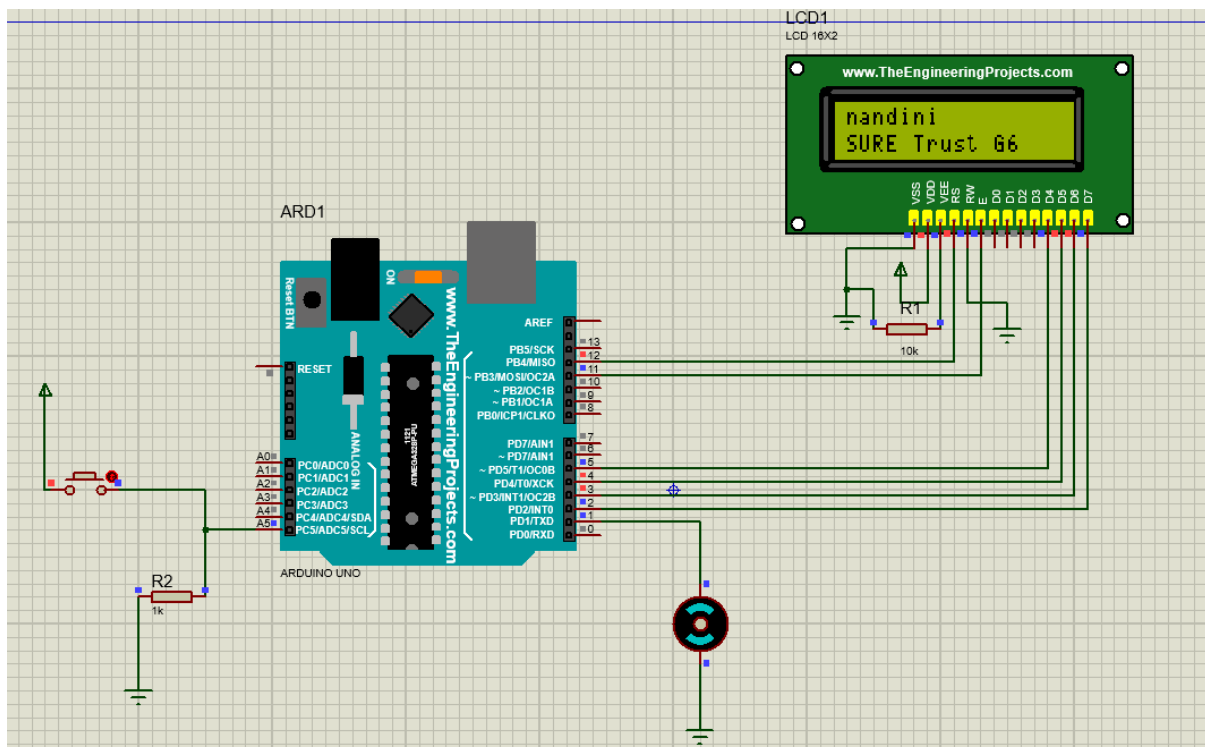 LCD1
LCD 16X2
www.TheEngineeringProjects.com
nandini
SURE Trust G6
VSS
VDD
VEE
RS
RW
E
D0
D1
D2
D3
D4
D5
D6
D7
R1
10k
ARD1
Reset BTN
ON
www.TheEngineeringProjects.com
RESET
AREF
13
PB5/SCK
12
PB4/MISO
11
~ PB3/MOSI/OC2A
10
~ PB2/OC1B
9
~ PB1/OC1A
8
PB0/ICP1/CLKO
7
PD7/AIN1
6
~ PD7/AIN1
5
~ PD5/T1/OC0B
4
PD4/T0/XCK
3
~ PD3/INT1/OC2B
2
PD2/INT0
1
PD1/TXD
0
PD0/RXD
ANALOG IN
1121
ATMEGA328P-PU
A0
PC0/ADC0
A1
PC1/ADC1
A2
PC2/ADC2
A3
PC3/ADC3
A4
PC4/ADC4/SDA
A5
PC5/ADC5/SCL
ARDUINO UNO
R2
1k